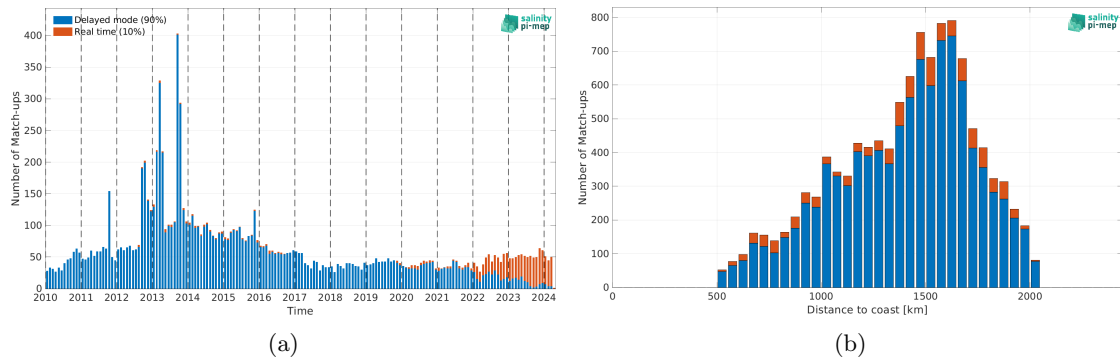 Delayed mode (90%)
Real time (10%)
salinity
pi-mep
Number of Match-ups
400
350
300
250
200
150
100
50
0
2010 2011 2012 2013 2014 2015 2016 2017 2018 2019 2020 2021 2022 2023 2024
Time
(a)
salinity
pi-mep
Number of Match-ups
800
700
600
500
400
300
200
100
0
0 500 1000 1500 2000
Distance to coast [km]
(b)